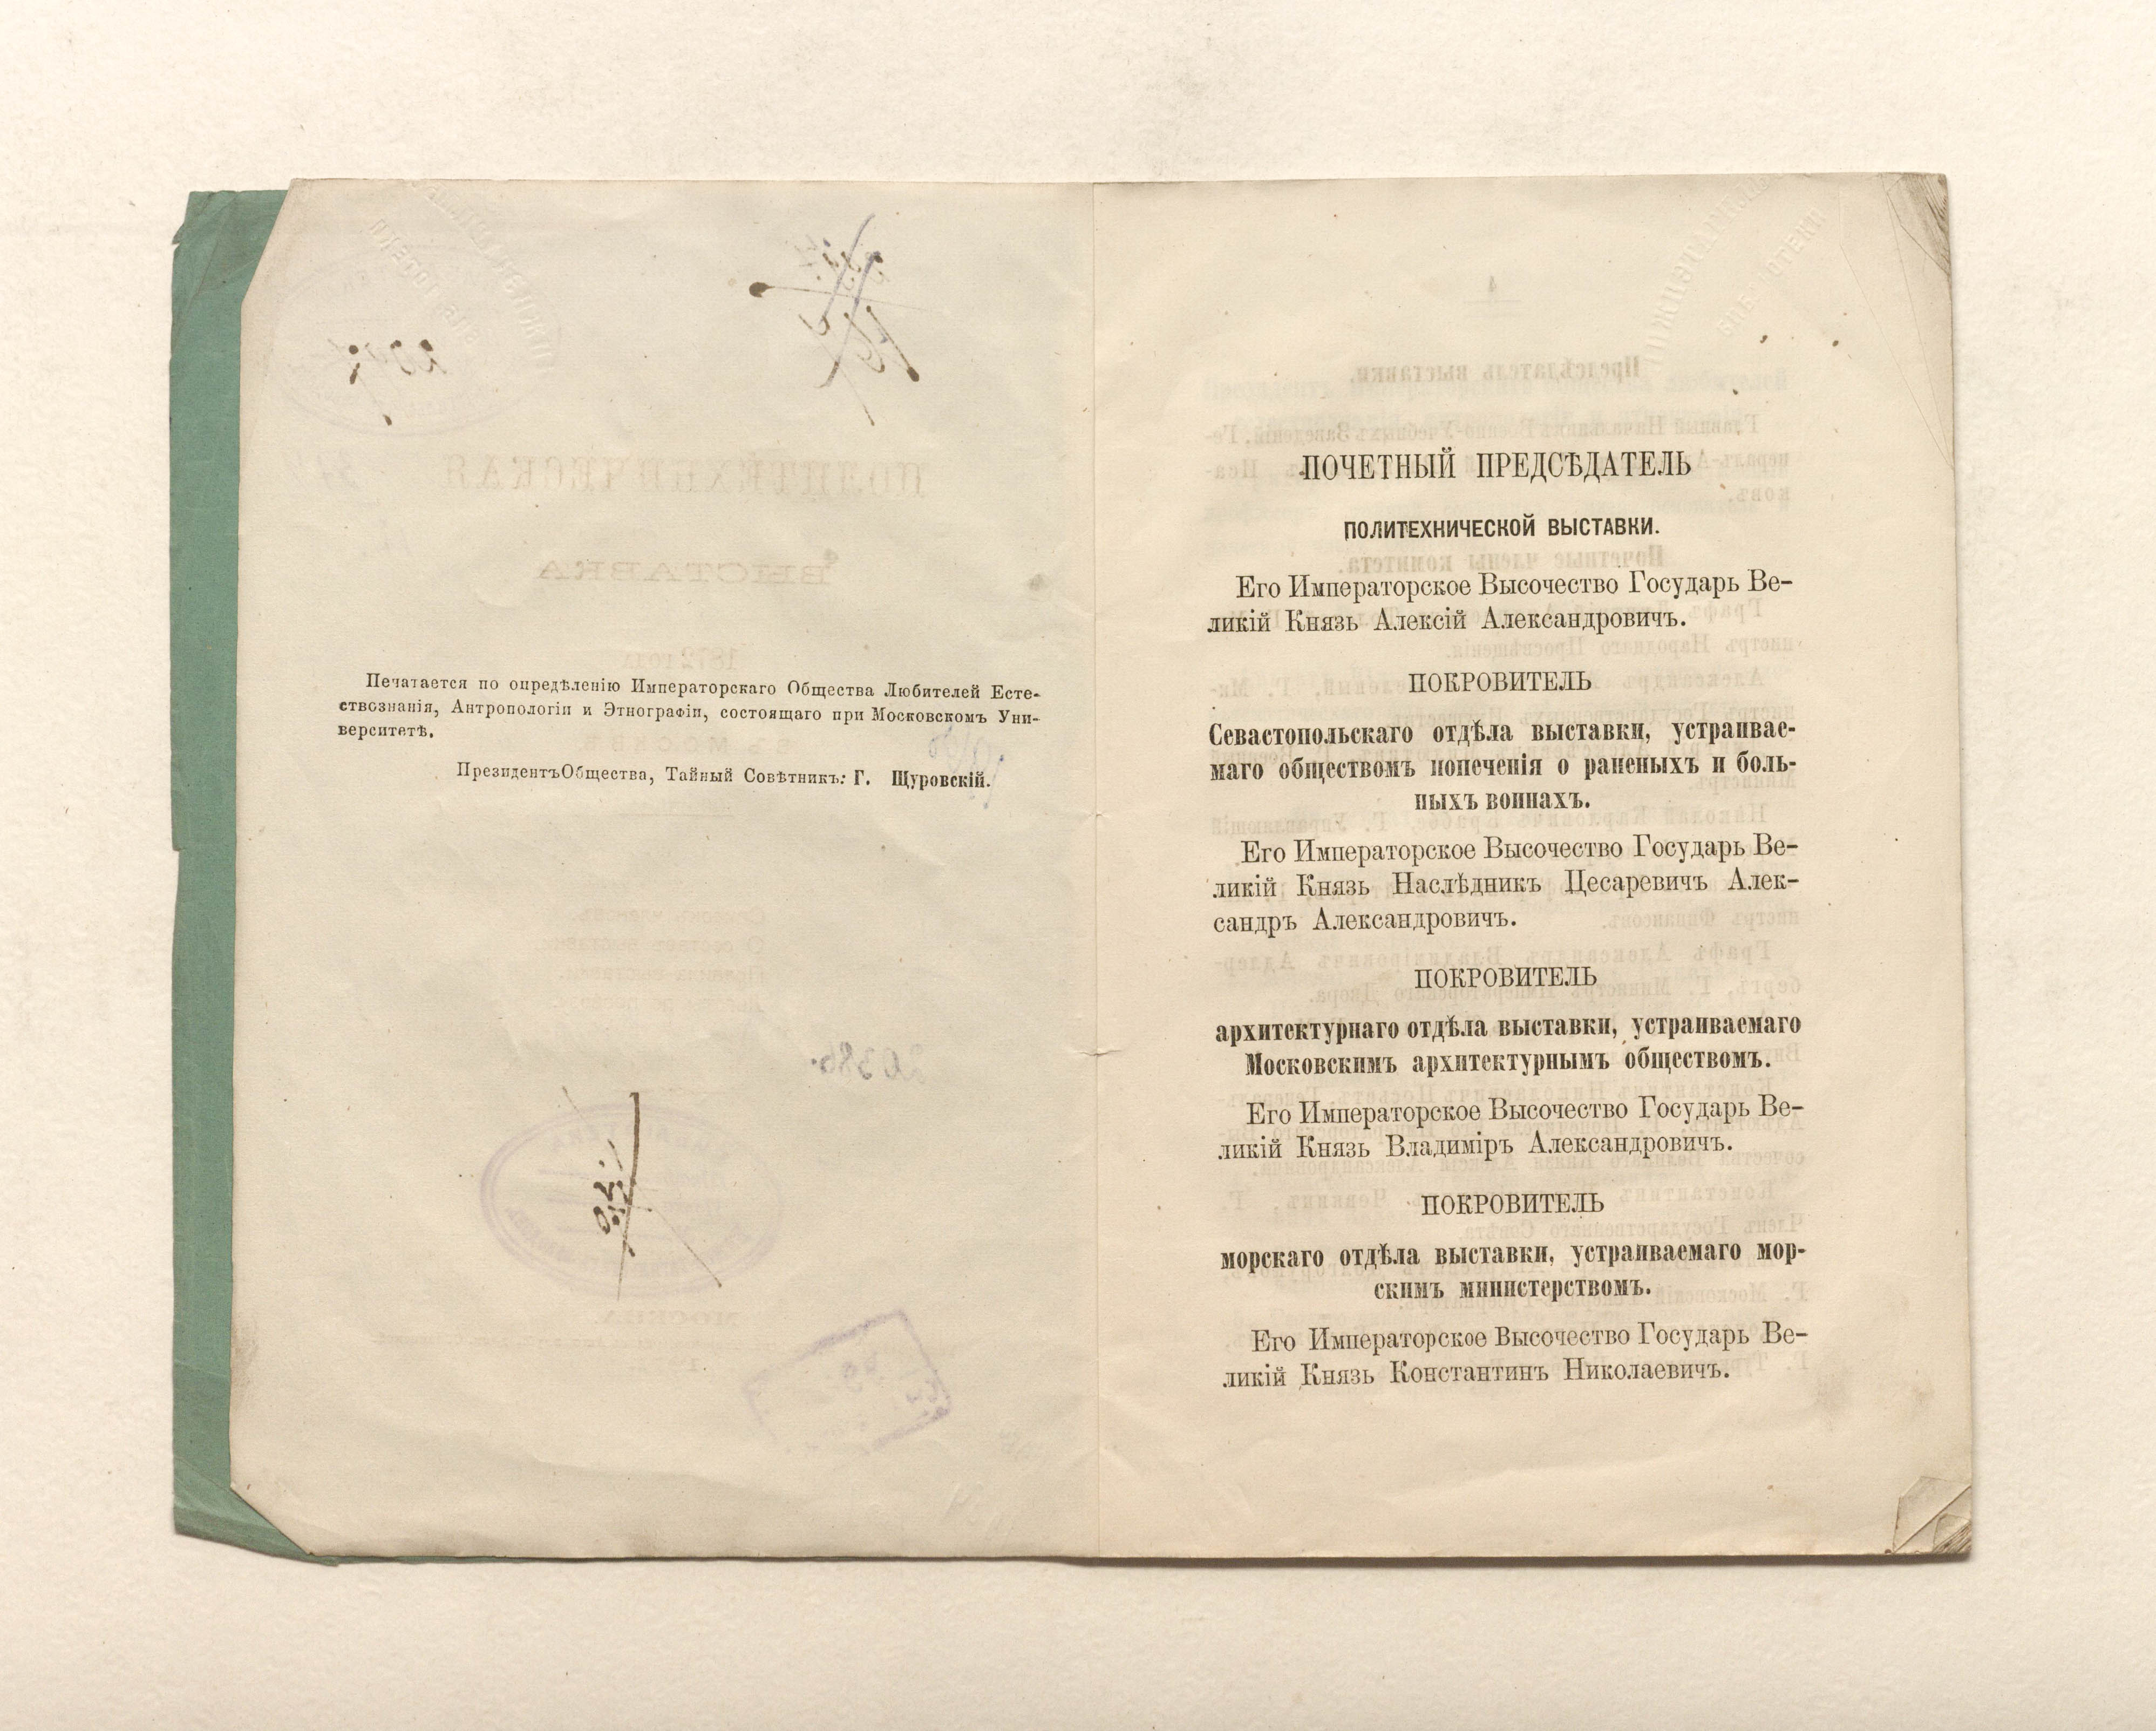 Печатается по опредѣленію Императорскаго Общества Любителей Есте-
ствознанія, Антропологіи и Этнографіи, состоящаго при Московскомъ Уни-
верситетѣ.
ПрезидентъОбщества, Тайный Совѣтникъ: Г. Щуровскій.
ПОЧЕТНЫЙ ПРЕДСѢДАТЕЛЬ
ПОЛИТЕХНИЧЕСКОЙ ВЫСТАВКИ.
Его Императорское Высочество Государь Ве-
ликій Князь Алексій Александровичъ.
ПОКРОВИТЕЛЬ
Севастопольскаго отдѣла выставки, устраивае-
маго обществомъ попеченія о раненыхъ и боль-
ныхъ воинахъ.
Его Императорское Высочество Государь Ве-
ликій Князь Наслѣдникъ Цесаревичъ Алек-
сандръ Александровичъ.
ПОКРОВИТЕЛЬ
архитектурнаго отдѣла выставки, устраиваемаго
Московскимъ архитектурнымъ обществомъ.
Его Императорское Высочество Государь Ве-
ликій Князь Владиміръ Александровичъ.
ПОКРОВИТЕЛЬ
морскаго отдѣла выставки, устраиваемаго мор-
скимъ министерствомъ.
Его Императорское Высочество Государь Ве-
ликій Князь Константинъ Николаевичъ.